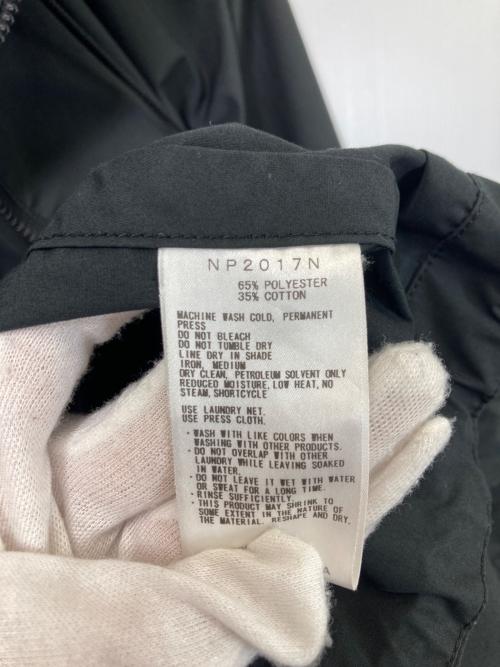 NP2017N
65% POLYESTER
35% COTTON
MACHINE WASH COLD, PERMANENT
PRESS
DO NOT BLEACH
DO NOT TUMBLE DRY
LINE DRY IN SHADE
IRON, MEDIUM
DRY CLEAN, PETROLEUM SOLVENT ONLY
REDUCED MOISTURE, LOW HEAT, NO
STEAM, SHORTCYCLE
USE LAUNDRY NET.
USE PRESS CLOTH.
・WASH WITH LIKE COLORS WHEN
WASHING WITH OTHER PRODUCTS.
・DO NOT OVERLAP WITH OTHER
LAUNDRY WHILE LEAVING SOAKED
IN WATER.
・DO NOT LEAVE IT WET WITH WATER
OR SWEAT FOR A LONG TIME.
・RINSE SUFFICIENTLY.
・THIS PRODUCT MAY SHRINK TO
SOME EXTENT IN THE NATURE OF
THE MATERIAL. RESHAPE AND DRY.
A